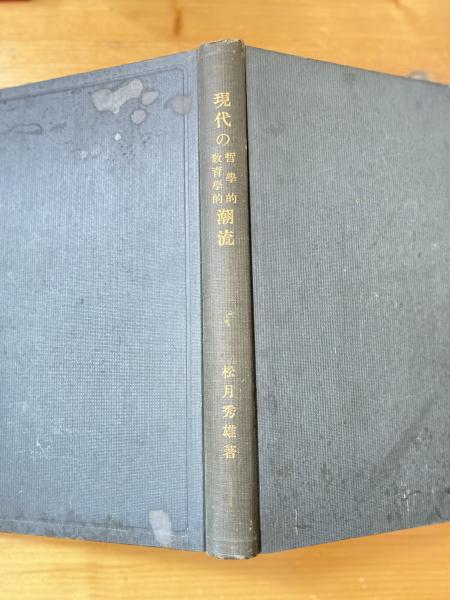 現代の
哲學的
教育學的
潮流
松月秀雄著